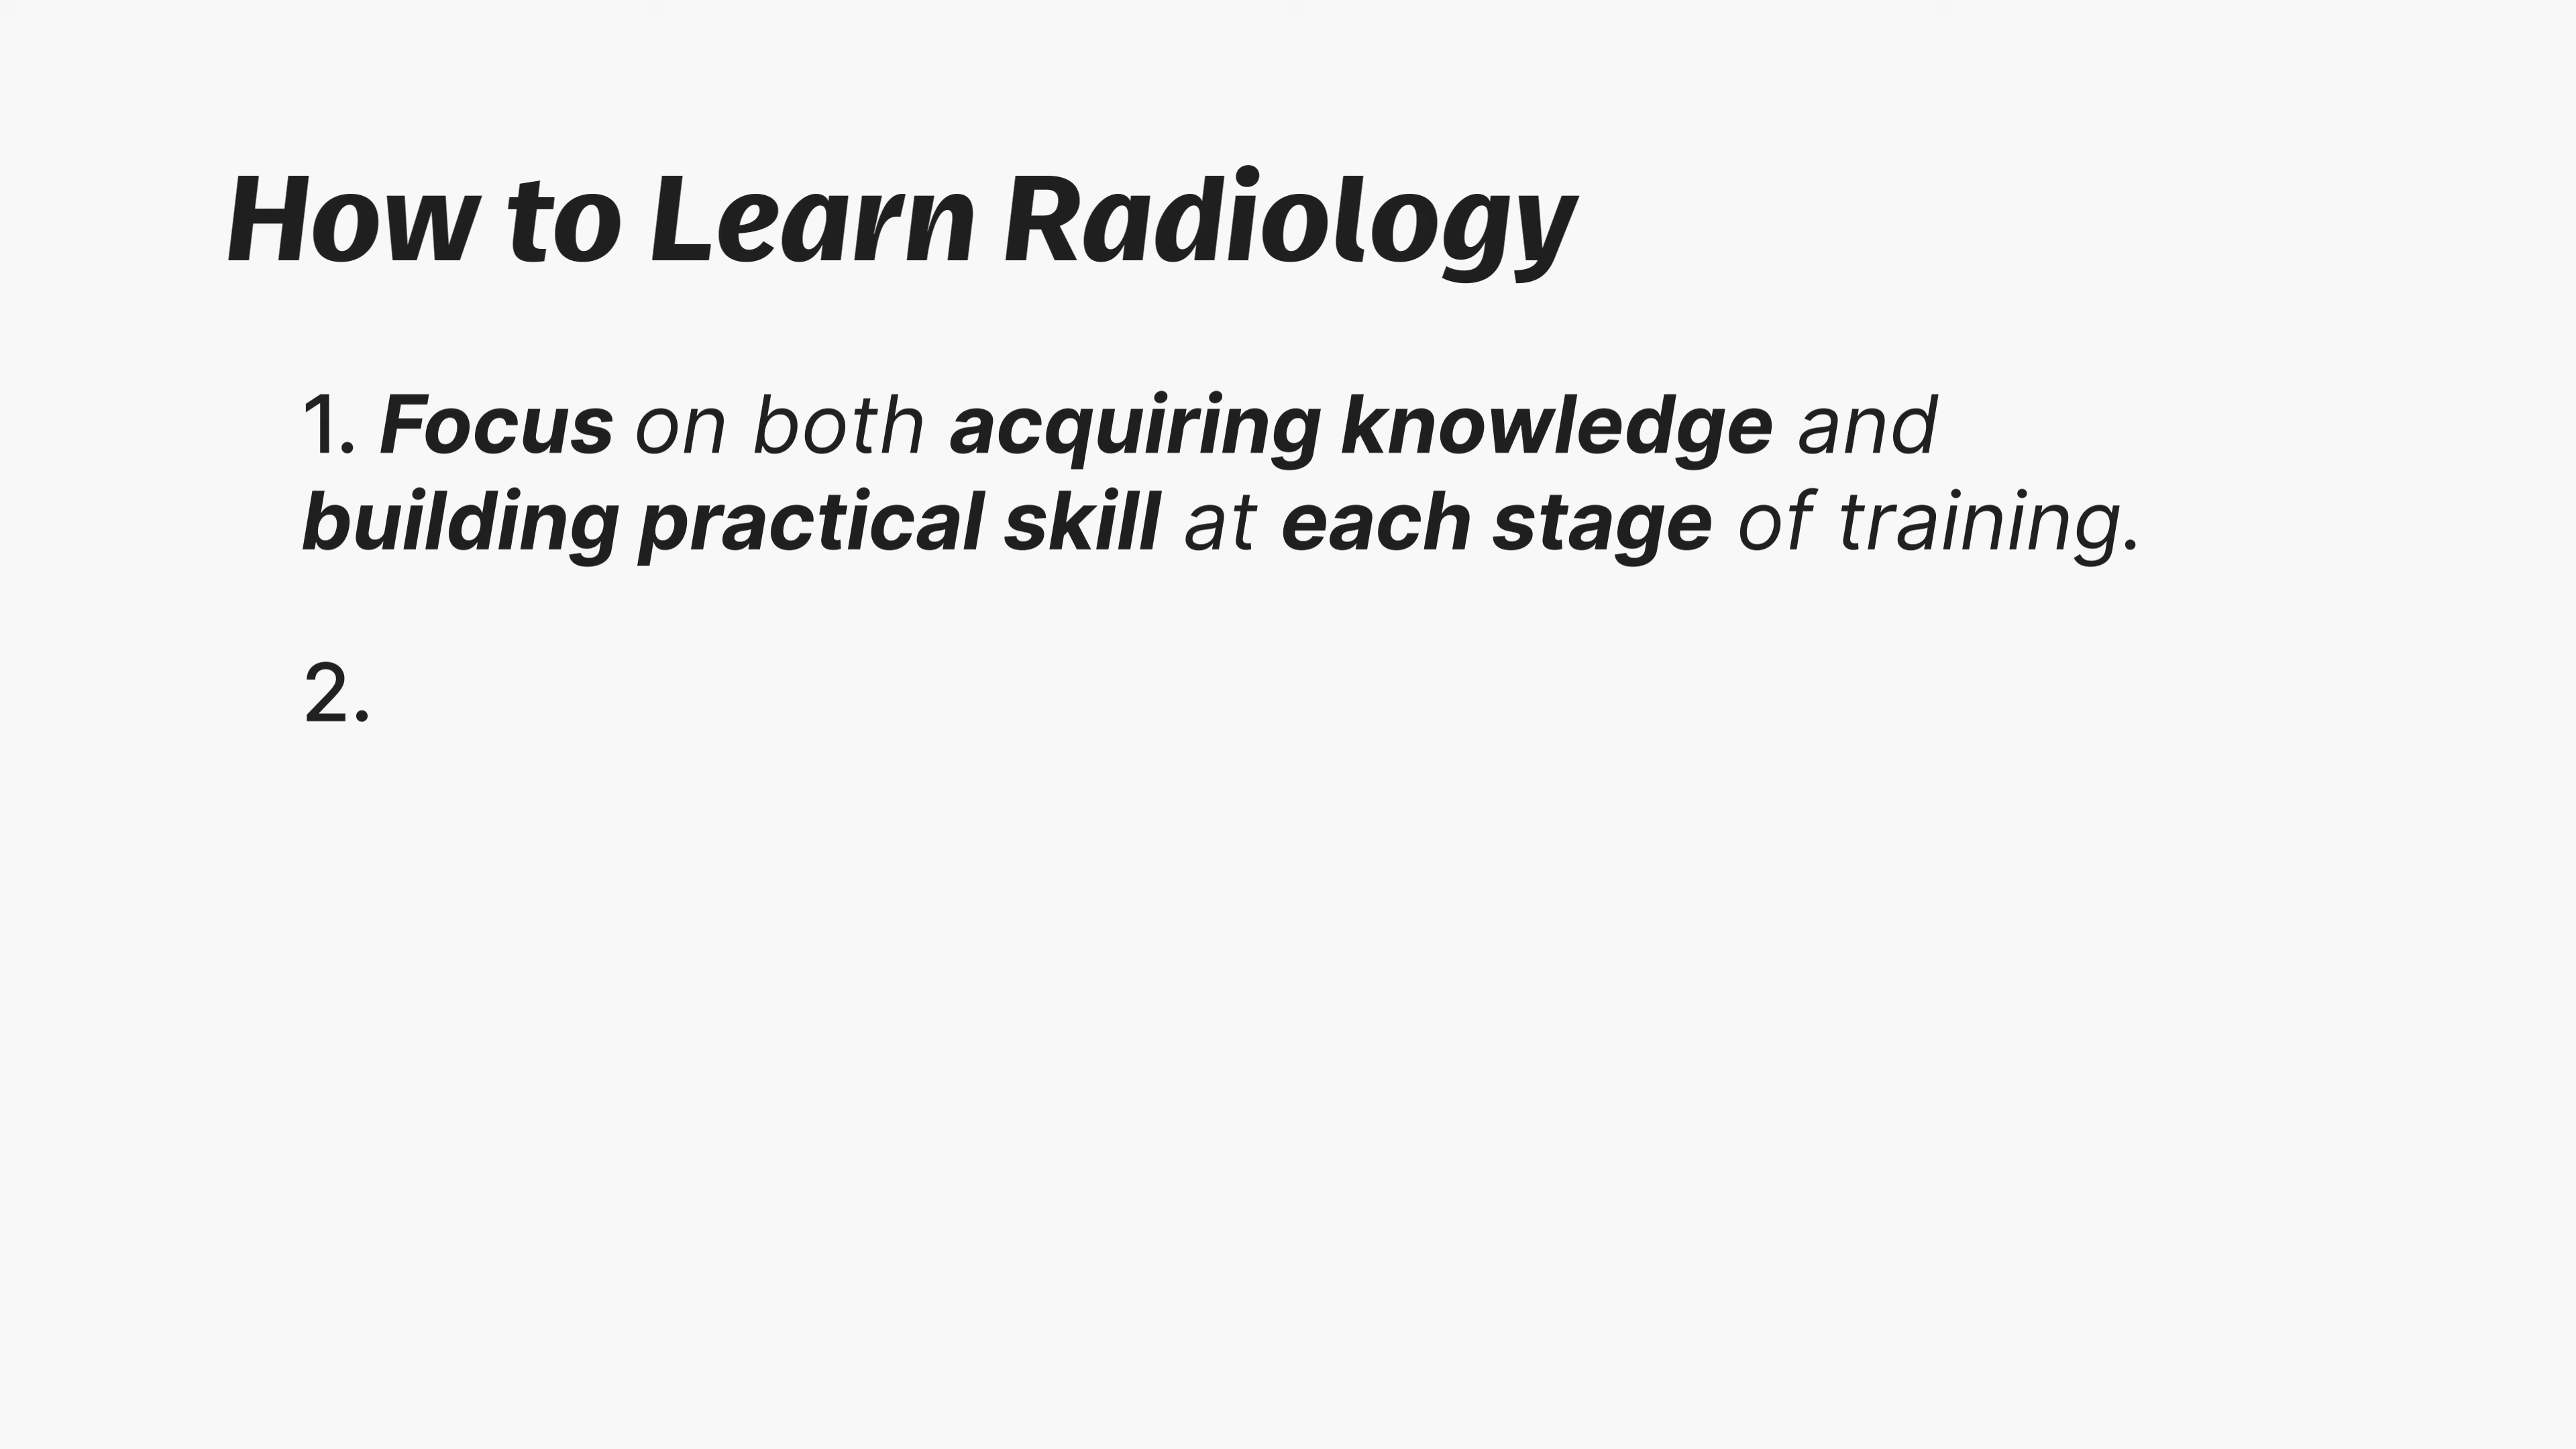 How to Learn Radiology
1. Focus on both acquiring knowledge and
building practical skill at each stage of training.
2.